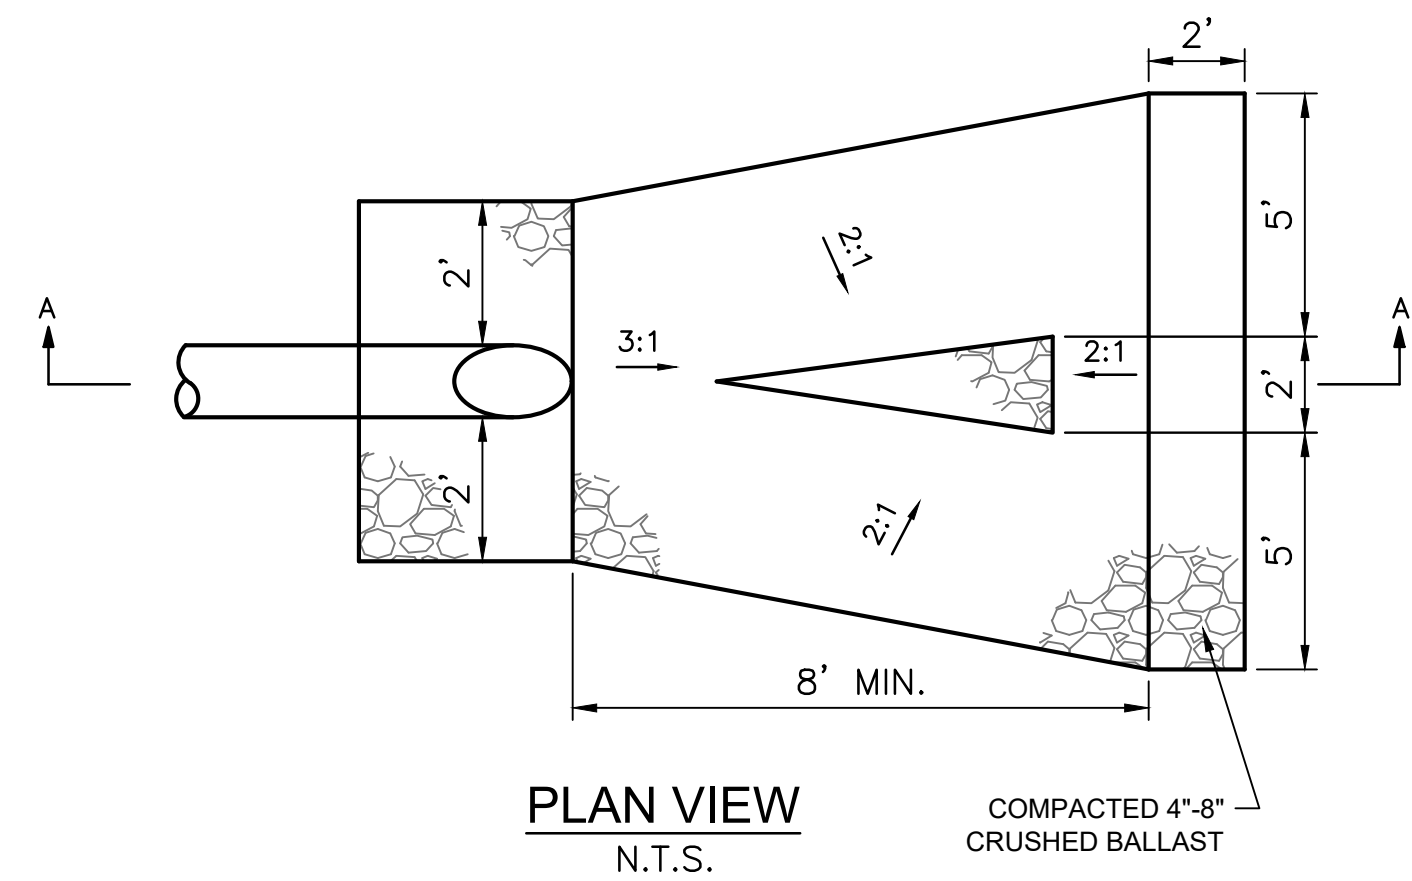 2'
5'
2:1
2'
A
A
3:1
2:1
2'
2'
2:1
5'
8' MIN.
PLAN VIEW
N.T.S.
COMPACTED 4"-8"
CRUSHED BALLAST